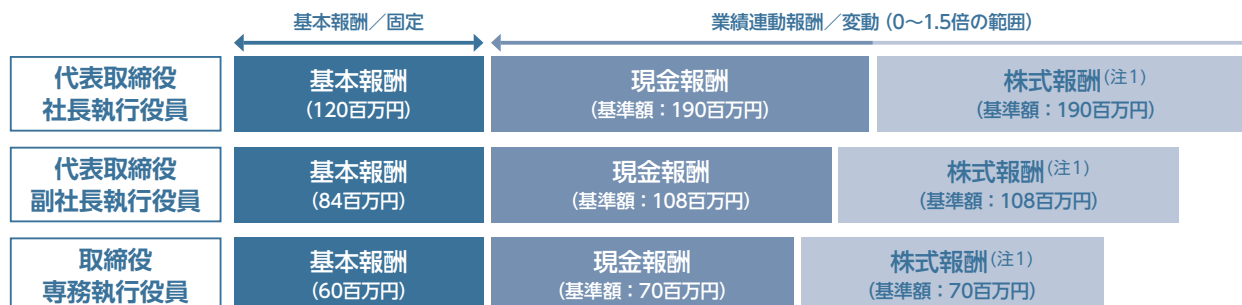 基本報酬／固定
業績連動報酬／変動（0～1.5倍の範囲）
代表取締役
社長執行役員
基本報酬
（120百万円）
現金報酬
（基準額：190百万円）
株式報酬（注1）
（基準額：190百万円）
代表取締役
副社長執行役員
基本報酬
（84百万円）
現金報酬
（基準額：108百万円）
株式報酬（注1）
（基準額：108百万円）
取締役
専務執行役員
基本報酬
（60百万円）
現金報酬
（基準額：70百万円）
株式報酬（注1）
（基準額：70百万円）